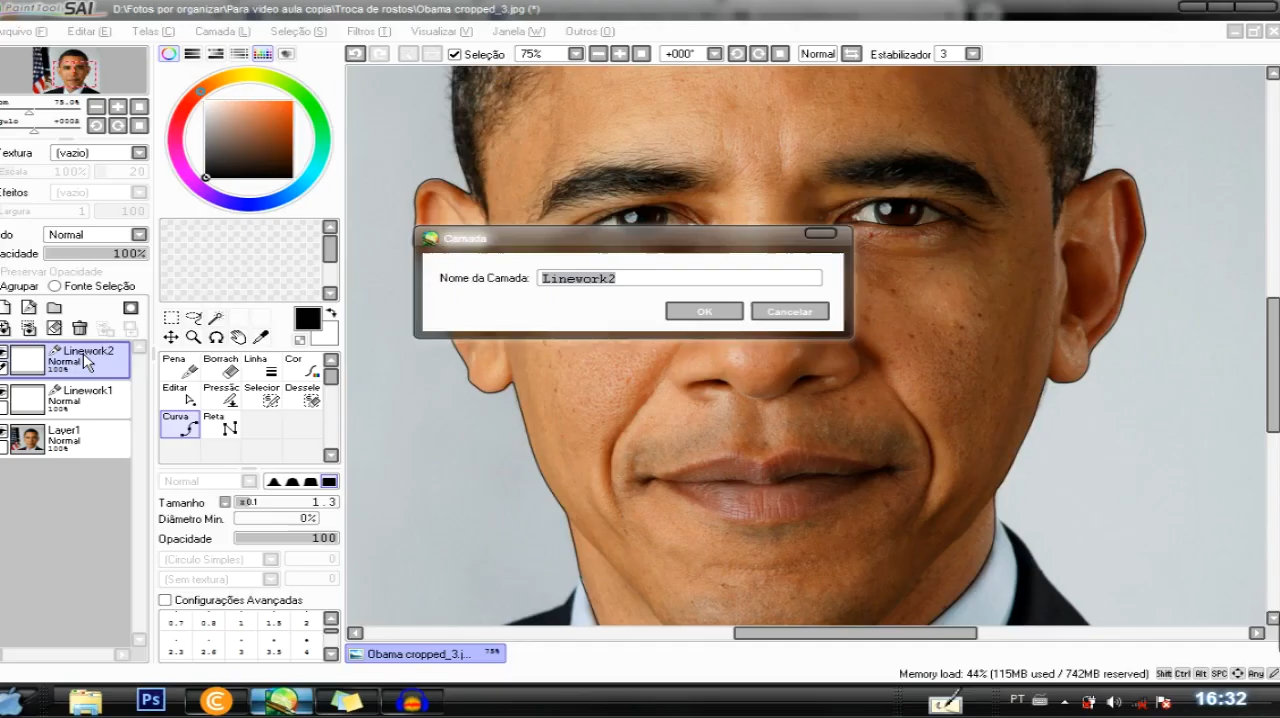 PaintTool SAI D:\Fotos por organizar\Para video aula copia\Troca de rostos\Obama cropped_3.jpg (*)
Arquivo (F) Editar (E) Telas (C) Camada (L) Seleção (S) Filtros (T) Visualizar (V) Janela (W) Outros (O)
Seleção 75% +000° Normal Estabilizador 3
75.0%
+000°
Textura (vazio)
Escala 100% 20
Efeitos (vazio)
Largura 1 100
Normal
100%
Preservar Opacidade
Agrupar Fonte Seleção
Linework2
Normal
100%
Linework1
Normal
100%
Layer1
Normal
100%
Pena Borrach Linha Cor
Editar Pressão Selecior Dessele
Curva Reta
Normal
Tamanho x0.1 1.3
Diâmetro Min. 0%
Opacidade 100
(Circulo Simples) 0
(Sem textura) 0
Configurações Avançadas
0.7 0.8 1 1.5 2
2.3 2.6 3 3.5 4
Camada
Nome da Camada: Linework2
OK Cancelar
Obama cropped_3.j... 75%
Memory load: 44% (115MB used / 742MB reserved) Shift Ctrl Alt SPC Any
Ps PT 16:32